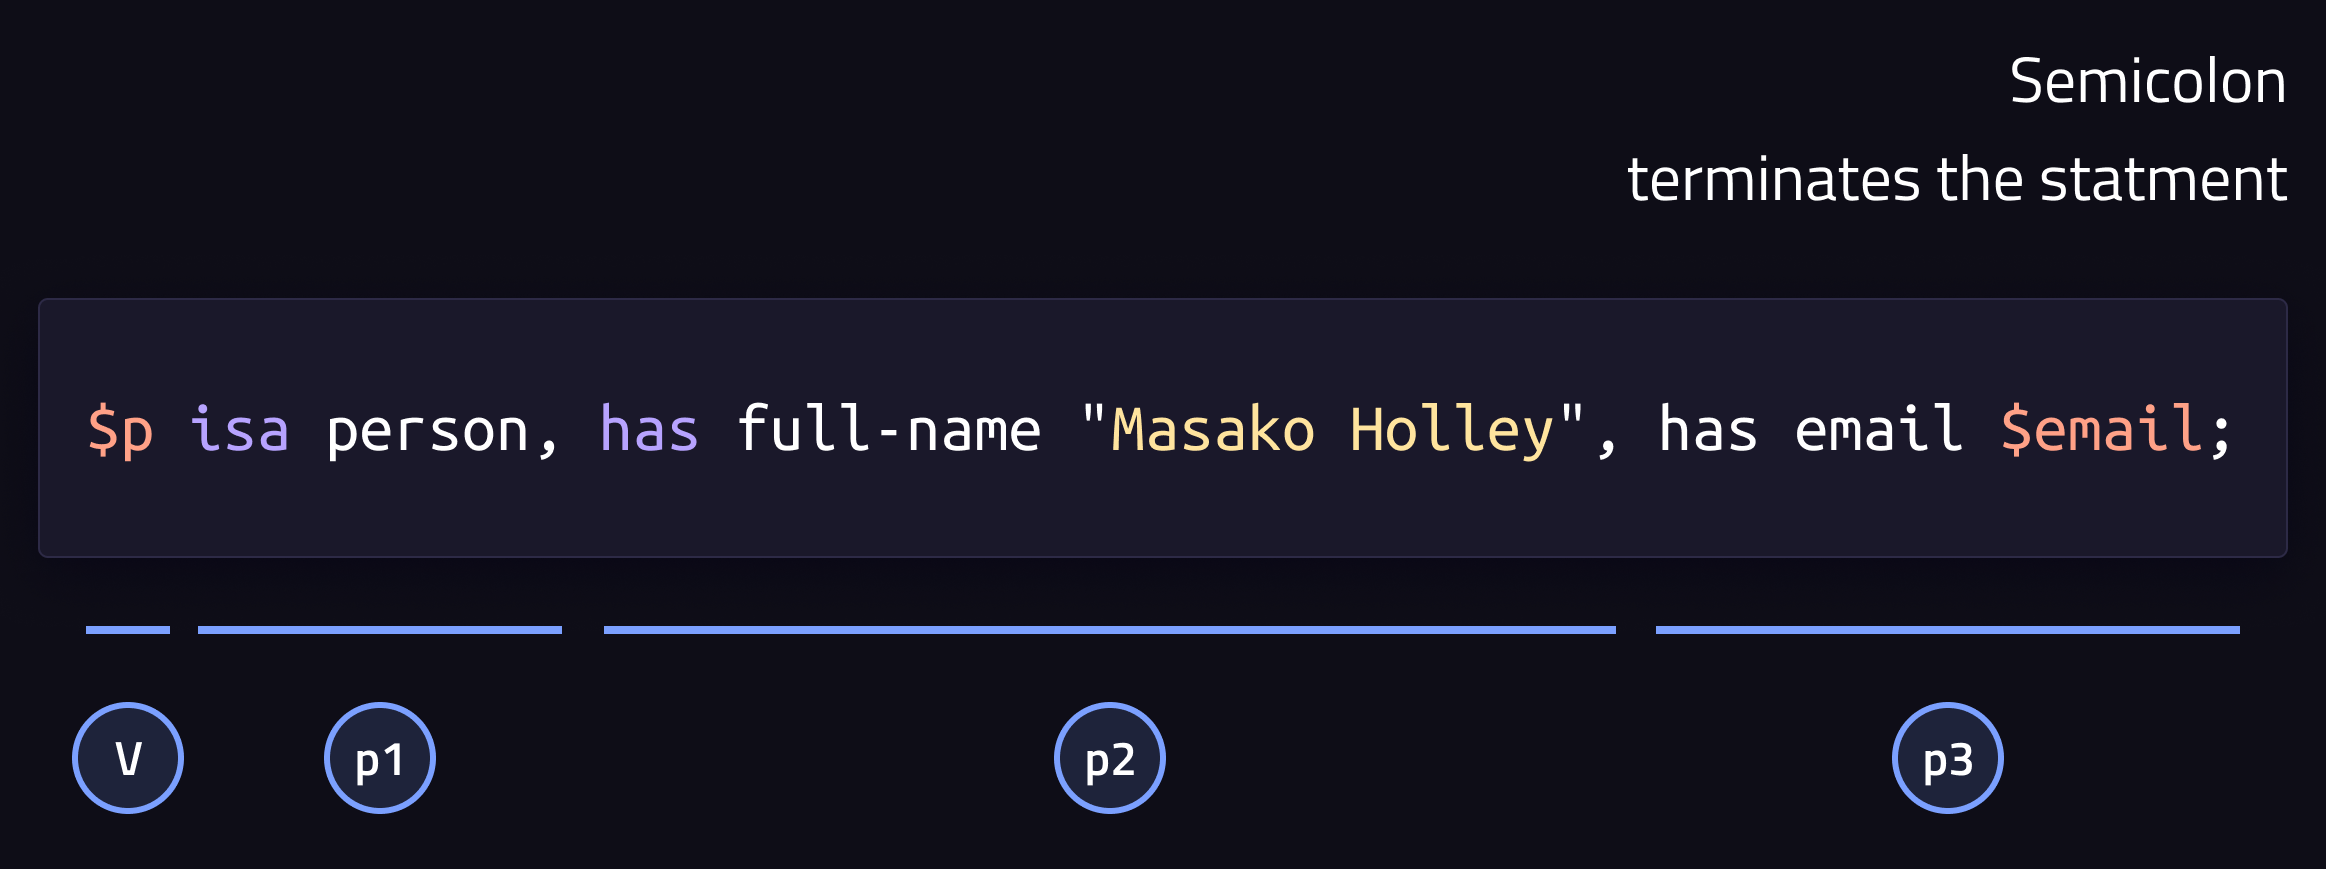 Semicolon
terminates the statment
$p isa person, has full-name "Masako Holley", has email $email;
V p1 p2 p3